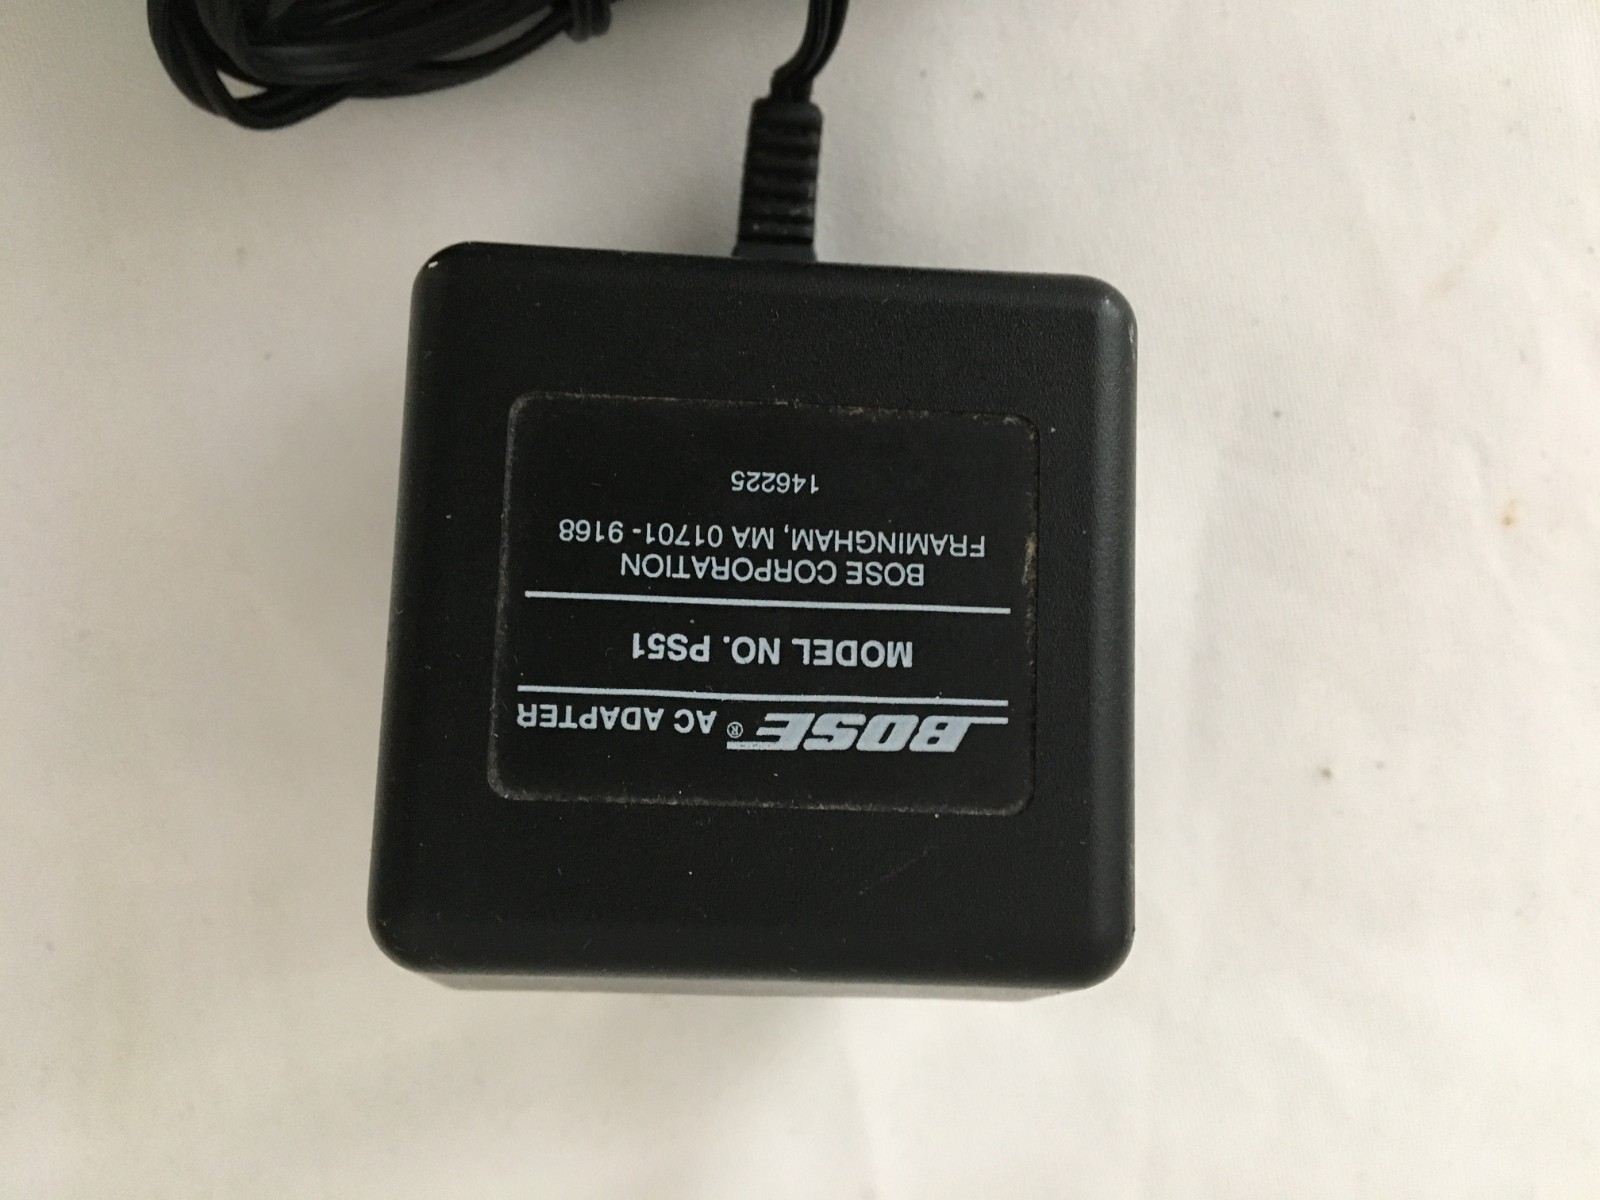 BOSE® AC ADAPTER
MODEL NO. PS51
BOSE CORPORATION
FRAMINGHAM, MA 01701-9168
146225